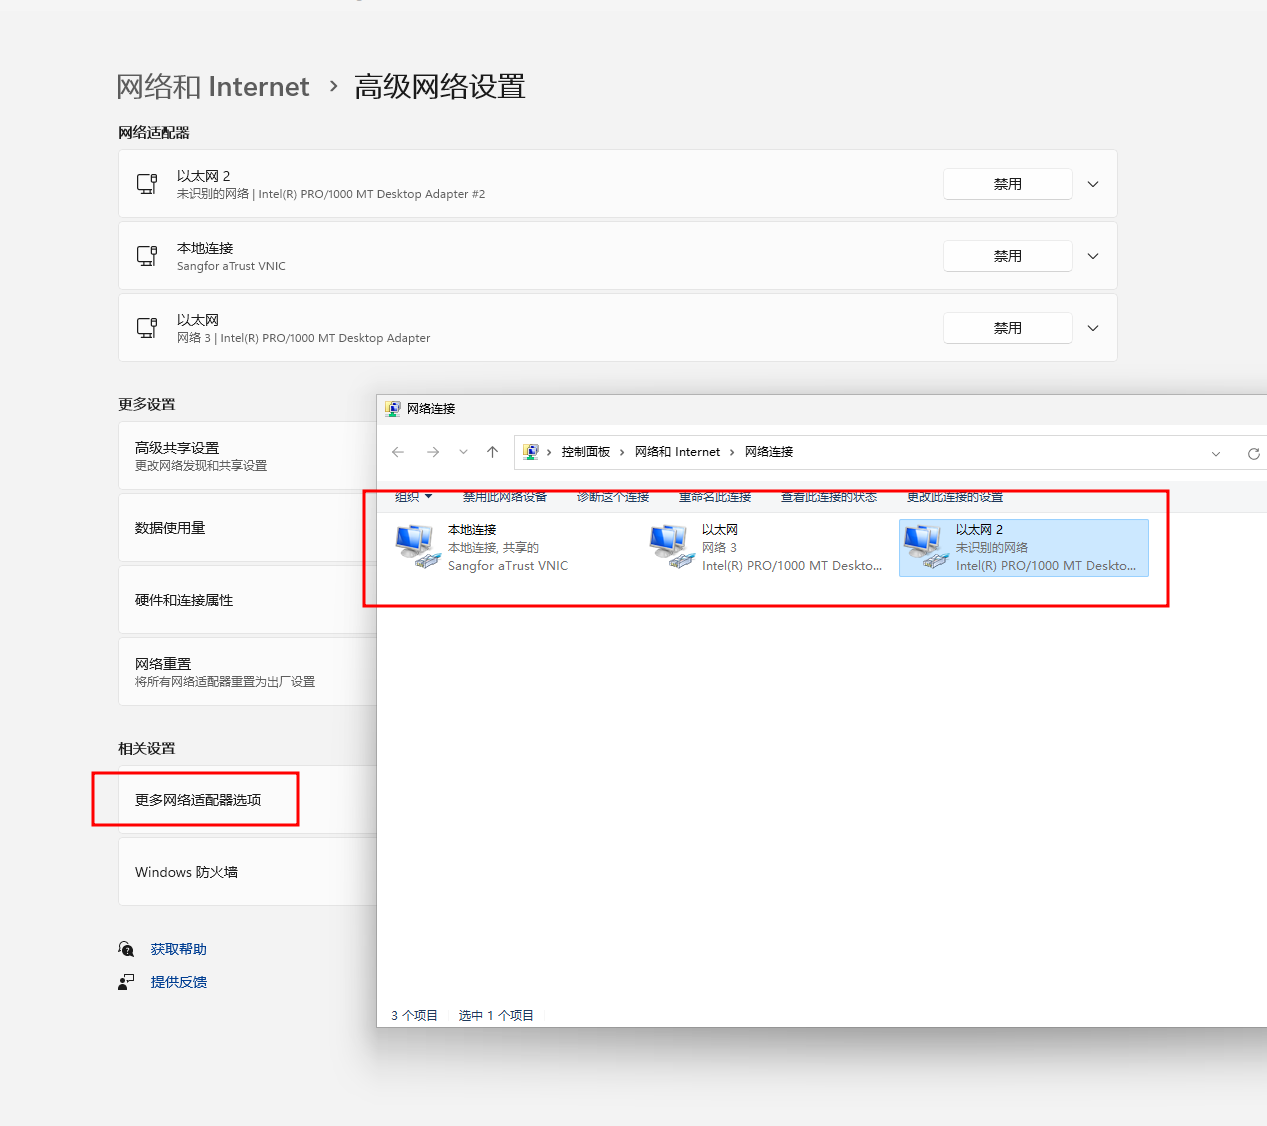 网络和 Internet › 高级网络设置
网络适配器
以太网 2
未识别的网络 | Intel(R) PRO/1000 MT Desktop Adapter #2
禁用
本地连接
Sangfor aTrust VNIC
禁用
以太网
网络 3 | Intel(R) PRO/1000 MT Desktop Adapter
禁用
更多设置
高级共享设置
更改网络发现和共享设置
数据使用量
硬件和连接属性
网络重置
将所有网络适配器重置为出厂设置
相关设置
更多网络适配器选项
Windows 防火墙
获取帮助
提供反馈
网络连接
控制面板 › 网络和 Internet › 网络连接
组织 禁用此网络设备 诊断这个连接 重命名此连接 查看此连接的状态 更改此连接的设置
本地连接
本地连接, 共享的
Sangfor aTrust VNIC
以太网
网络 3
Intel(R) PRO/1000 MT Deskto...
以太网 2
未识别的网络
Intel(R) PRO/1000 MT Deskto...
3 个项目 选中 1 个项目